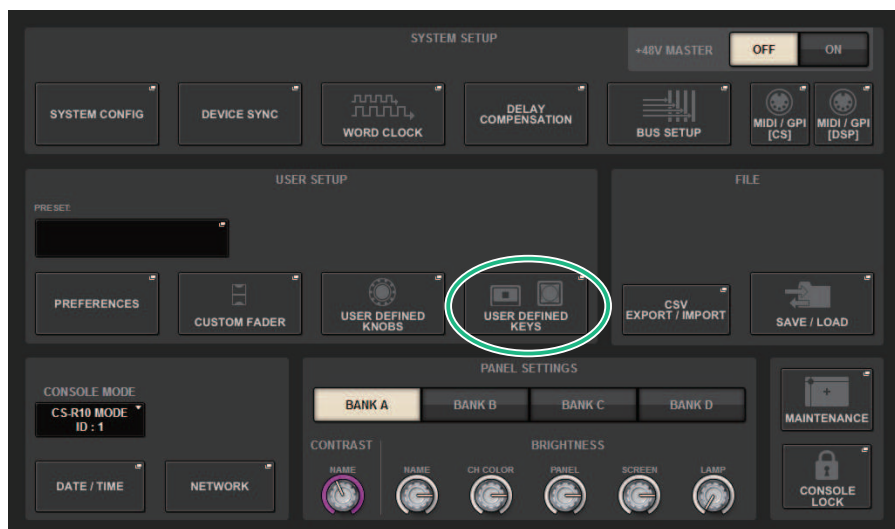 SYSTEM SETUP
+48V MASTER
OFF
ON
SYSTEM CONFIG
DEVICE SYNC
WORD CLOCK
DELAY
COMPENSATION
BUS SETUP
MIDI / GPI
[CS]
MIDI / GPI
[DSP]
USER SETUP
PRESET
PREFERENCES
CUSTOM FADER
USER DEFINED
KNOBS
USER DEFINED
KEYS
FILE
CSV
EXPORT / IMPORT
SAVE / LOAD
CONSOLE MODE
CS-R10 MODE
ID : 1
DATE / TIME
NETWORK
PANEL SETTINGS
BANK A
BANK B
BANK C
BANK D
CONTRAST
BRIGHTNESS
NAME
NAME
CH COLOR
PANEL
SCREEN
LAMP
MAINTENANCE
CONSOLE
LOCK